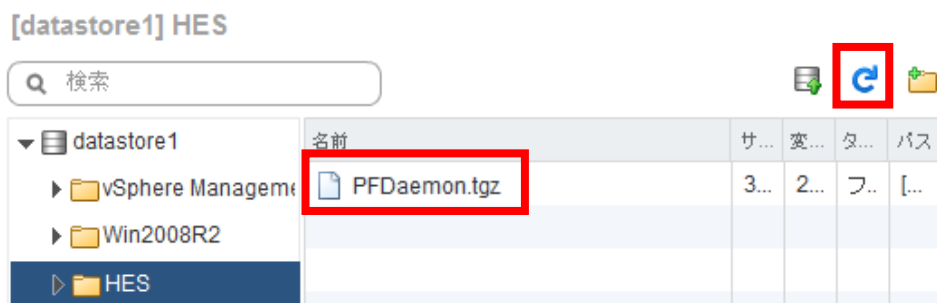 [datastore1] HES
検索
datastore1
名前 サ... 変... タ... パス
vSphere Manageme
PFDaemon.tgz 3... 2... フ.. [...
Win2008R2
HES